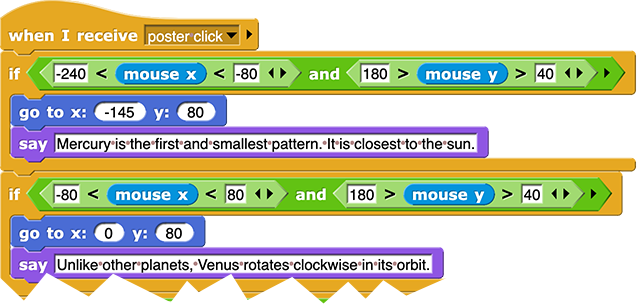 when I receive poster click
if -240 < mouse x < -80 and 180 > mouse y > 40
go to x: -145 y: 80
say Mercury is the first and smallest pattern. It is closest to the sun.
if -80 < mouse x < 80 and 180 > mouse y > 40
go to x: 0 y: 80
say Unlike other planets, Venus rotates clockwise in its orbit.